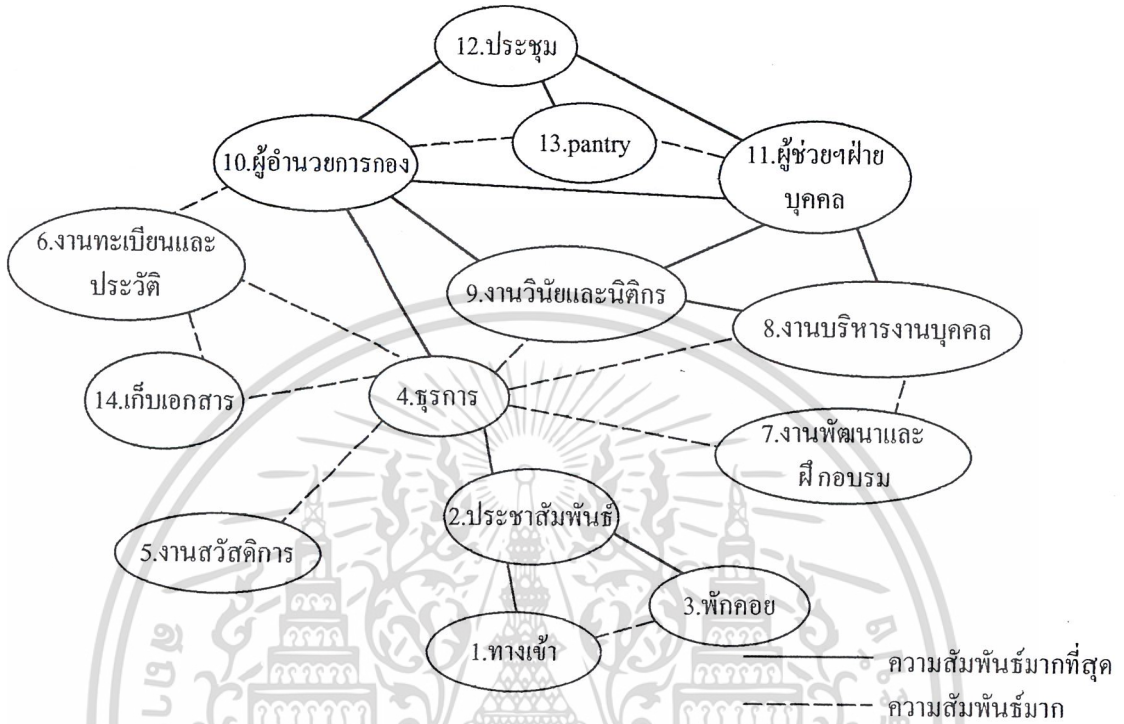 12.ประชุม
13.pantry
10.ผู้อำนวยการกอง
11.ผู้ช่วยฯฝ่าย
บุคคล
6.งานทะเบียนและ
ประวัติ
9.งานวินัยและนิติกร
8.งานบริหารงานบุคคล
14.เก็บเอกสาร
4.ธุรการ
7.งานพัฒนาและ
ฝึกอบรม
2.ประชาสัมพันธ์
5.งานสวัสดิการ
3.พักคอย
1.ทางเข้า
ความสัมพันธ์มากที่สุด
ความสัมพันธ์มาก